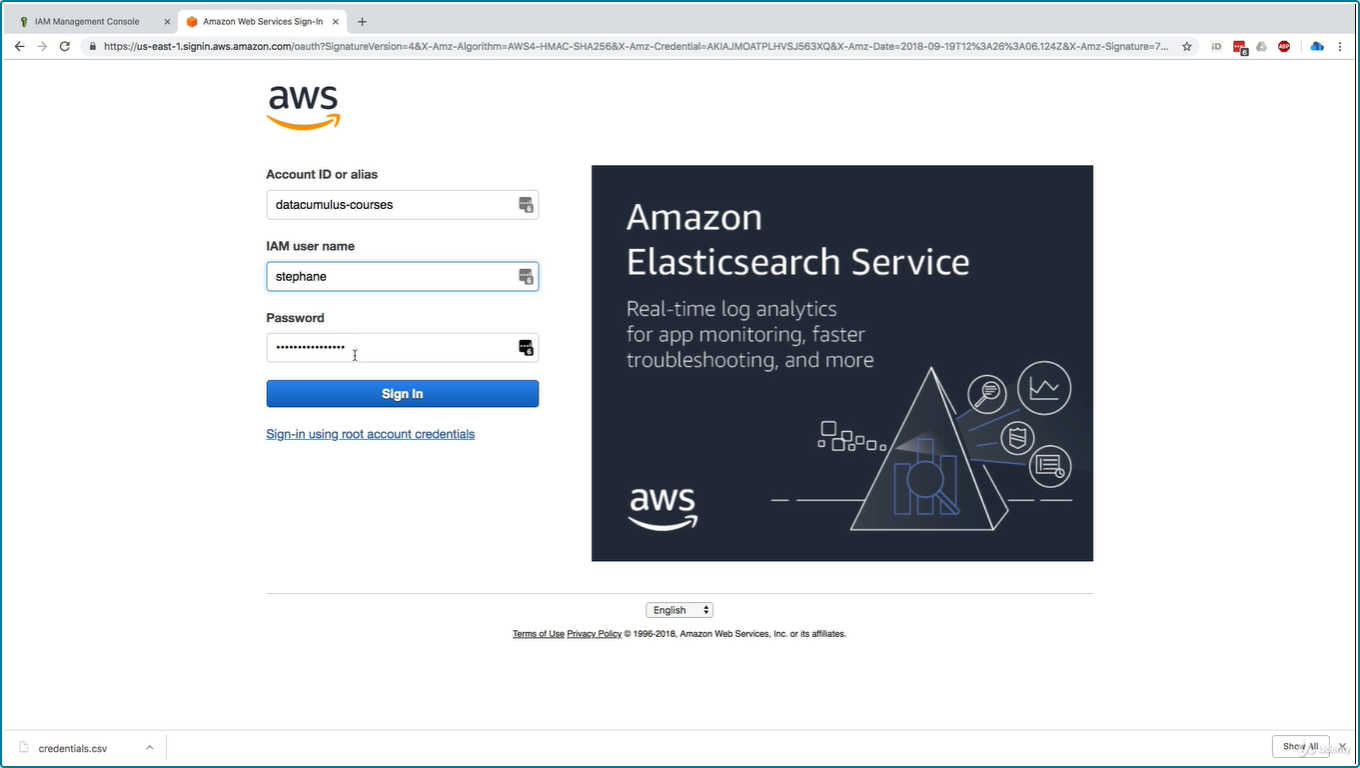 IAM Management Console
Amazon Web Services Sign-In
https://us-east-1.signin.aws.amazon.com/oauth?SignatureVersion=4&X-Amz-Algorithm=AWS4-HMAC-SHA256&X-Amz-Credential=AKIAJMOATPLHVSJ563XQ&X-Amz-Date=2018-09-19T12%3A26%3A06.124Z&X-Amz-Signature=7...
iD
6
ABP
aws
Account ID or alias
datacumulus-courses
IAM user name
stephane
Password
Sign In
Sign-in using root account credentials
Amazon
Elasticsearch Service
Real-time log analytics
for app monitoring, faster
troubleshooting, and more
aws
English
Terms of Use Privacy Policy © 1996-2018, Amazon Web Services, Inc. or its affiliates.
credentials.csv
Show All
Udemy